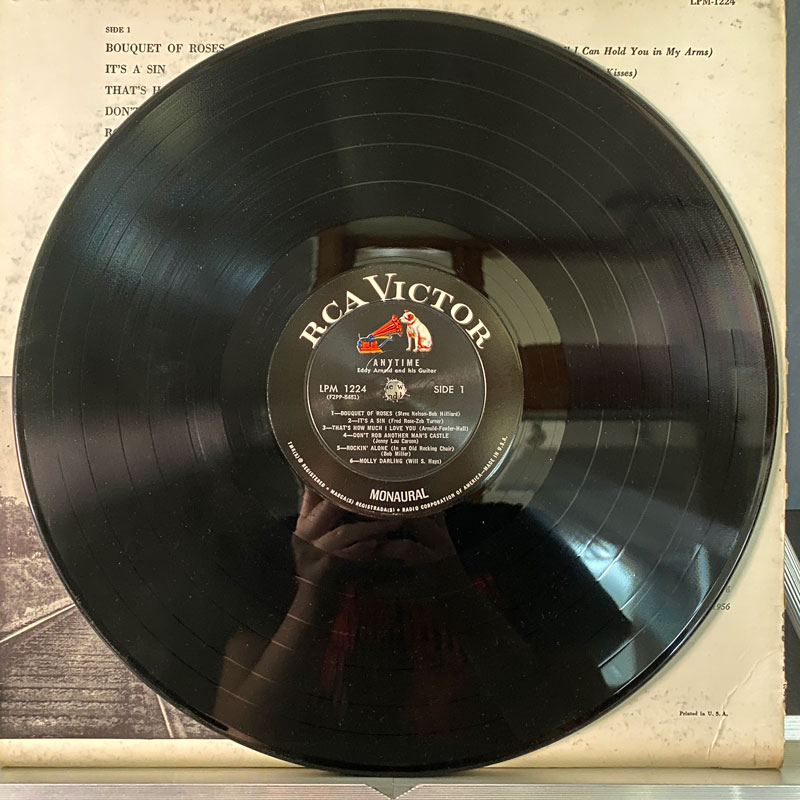 LPM-1224
SIDE 1
BOUQUET OF ROSES
I Can Hold You in My Arms)
IT'S A SIN
Kisses)
THAT'S H
DON'T
RCA VICTOR
ANYTIME
Eddy Arnold and his Guitar
LPM 1224
SIDE 1
(F2PP-8481)
1—BOUQUET OF ROSES (Steve Nelson-Bob Hilliard)
2—IT'S A SIN (Fred Rose-Zeb Turner)
3—THAT'S HOW MUCH I LOVE YOU (Arnold-Fowler-Hall)
4—DON'T ROB ANOTHER MAN'S CASTLE
(Jenny Lou Carson)
5—ROCKIN' ALONE (In an Old Rocking Chair)
(Bob Miller)
6—MOLLY DARLING (Will S. Hays)
MONAURAL
TMK(S) ® REGISTERED • MARCA(S) REGISTRADA(S) • RADIO CORPORATION OF AMERICA—MADE IN U.S.A.
956
Printed in U. S. A.